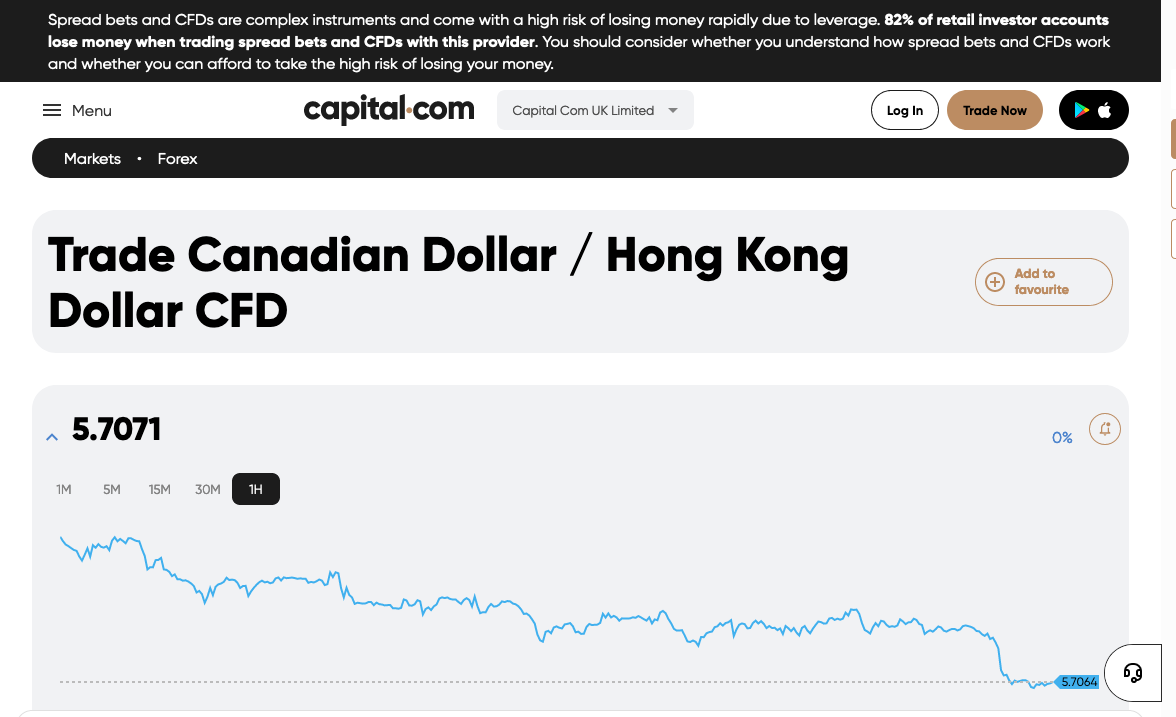 Spread bets and CFDs are complex instruments and come with a high risk of losing money rapidly due to leverage. 82% of retail investor accounts
lose money when trading spread bets and CFDs with this provider. You should consider whether you understand how spread bets and CFDs work
and whether you can afford to take the high risk of losing your money.
Menu
capital.com
Capital Com UK Limited
Log In
Trade Now
Markets • Forex
Trade Canadian Dollar / Hong Kong
Dollar CFD
Add to
favourite
5.7071
0%
1M 5M 15M 30M 1H
5.7064